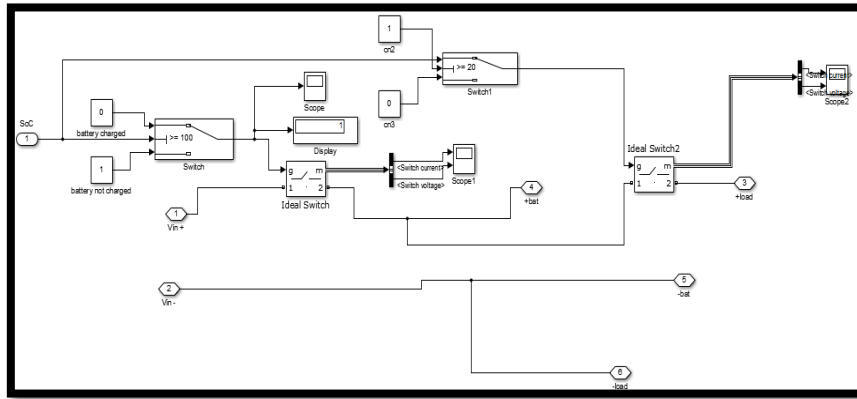 1
cn2
>= 20
Switch1
0
cn3
<Switch current>
<Switch voltage>
Scope2
Scope
0
battery charged
SoC
1
>= 100
Switch
1
battery not charged
1
Display
g m
1 2
Ideal Switch
<Switch current>
<Switch voltage>
Scope1
Ideal Switch2
g m
1 2
1
Vin +
4
+bat
3
+load
2
Vin -
5
-bat
6
-load